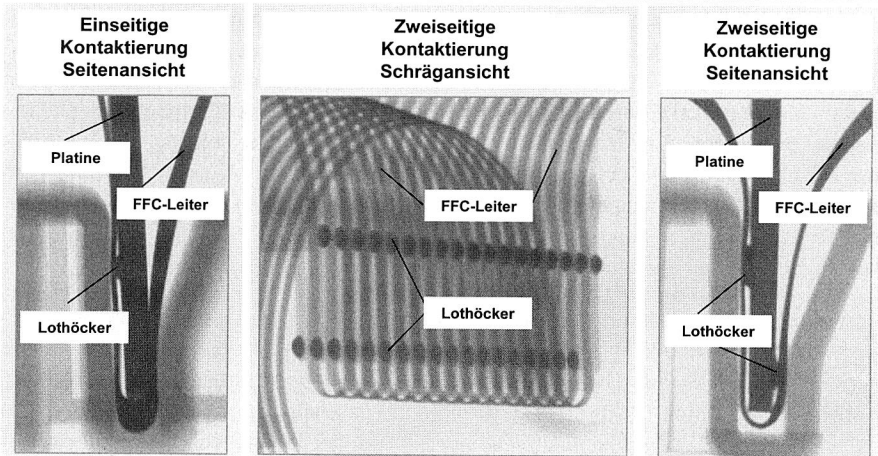 Einseitige
Kontaktierung
Seitenansicht
Platine
FFC-Leiter
Lothöcker
Zweiseitige
Kontaktierung
Schrägansicht
FFC-Leiter
Lothöcker
Zweiseitige
Kontaktierung
Seitenansicht
Platine
FFC-Leiter
Lothöcker